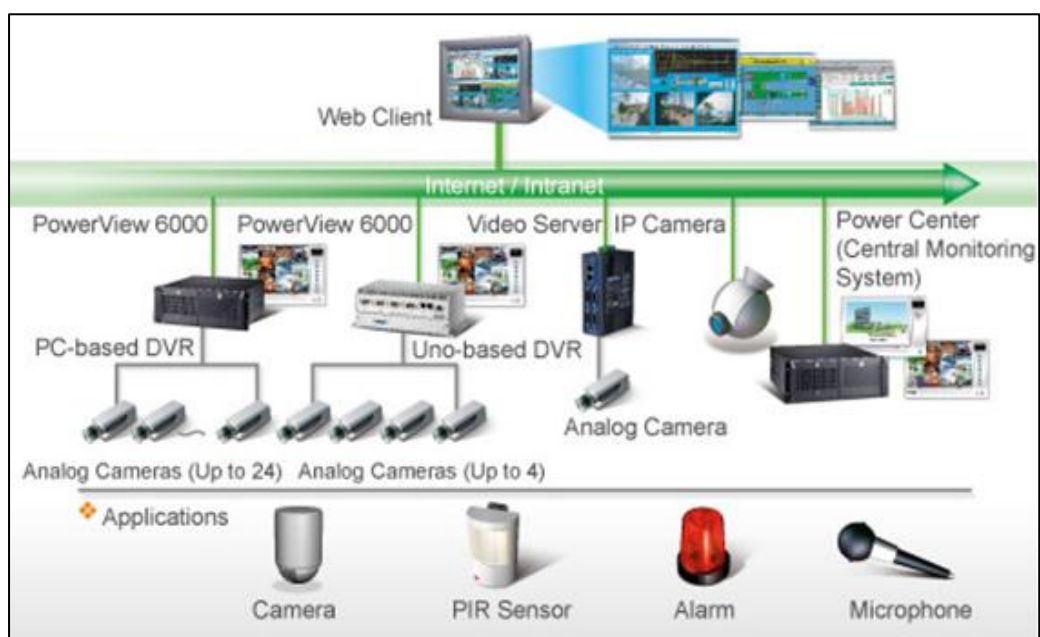 Web Client
Internet / Intranet
PowerView 6000
PowerView 6000
Video Server
IP Camera
Power Center
(Central Monitoring
System)
PC-based DVR
Uno-based DVR
Analog Camera
Analog Cameras (Up to 24)
Analog Cameras (Up to 4)
Applications
Camera
PIR Sensor
Alarm
Microphone